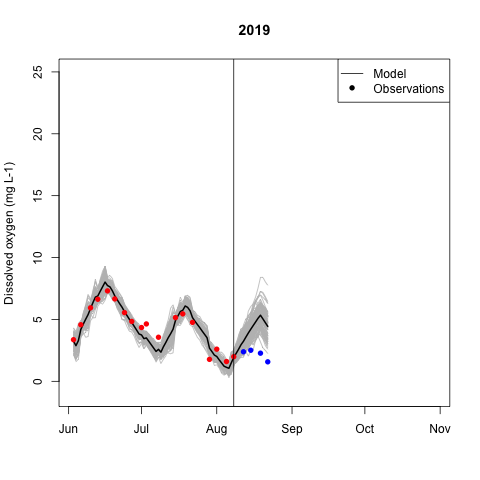 2019
Model
Observations
Dissolved oxygen (mg L-1)
25
20
15
10
5
0
Jun Jul Aug Sep Oct Nov